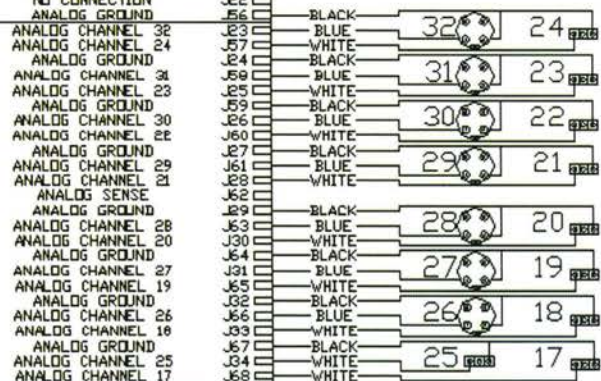 NO CONNECTION J22
ANALOG GROUND J56 BLACK
ANALOG CHANNEL 32 J23 BLUE 32 24
ANALOG CHANNEL 24 J57 WHITE
ANALOG GROUND J24 BLACK
ANALOG CHANNEL 31 J58 BLUE 31 23
ANALOG CHANNEL 23 J25 WHITE
ANALOG GROUND J59 BLACK
ANALOG CHANNEL 30 J26 BLUE 30 22
ANALOG CHANNEL 22 J60 WHITE
ANALOG GROUND J27 BLACK
ANALOG CHANNEL 29 J61 BLUE 29 21
ANALOG CHANNEL 21 J28 WHITE
ANALOG SENSE J62
ANALOG GROUND J29 BLACK
ANALOG CHANNEL 28 J63 BLUE 28 20
ANALOG CHANNEL 20 J30 WHITE
ANALOG GROUND J64 BLACK
ANALOG CHANNEL 27 J31 BLUE 27 19
ANALOG CHANNEL 19 J65 WHITE
ANALOG GROUND J32 BLACK
ANALOG CHANNEL 26 J66 BLUE 26 18
ANALOG CHANNEL 18 J33 WHITE
ANALOG GROUND J67 BLACK
ANALOG CHANNEL 25 J34 WHITE 25 17
ANALOG CHANNEL 17 J68 WHITE